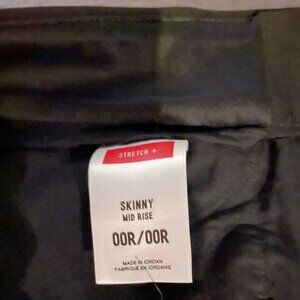 STRETCH +
SKINNY
MID RISE
00R/00R
MADE IN JORDAN
FABRIQUÉ EN JORDANIE